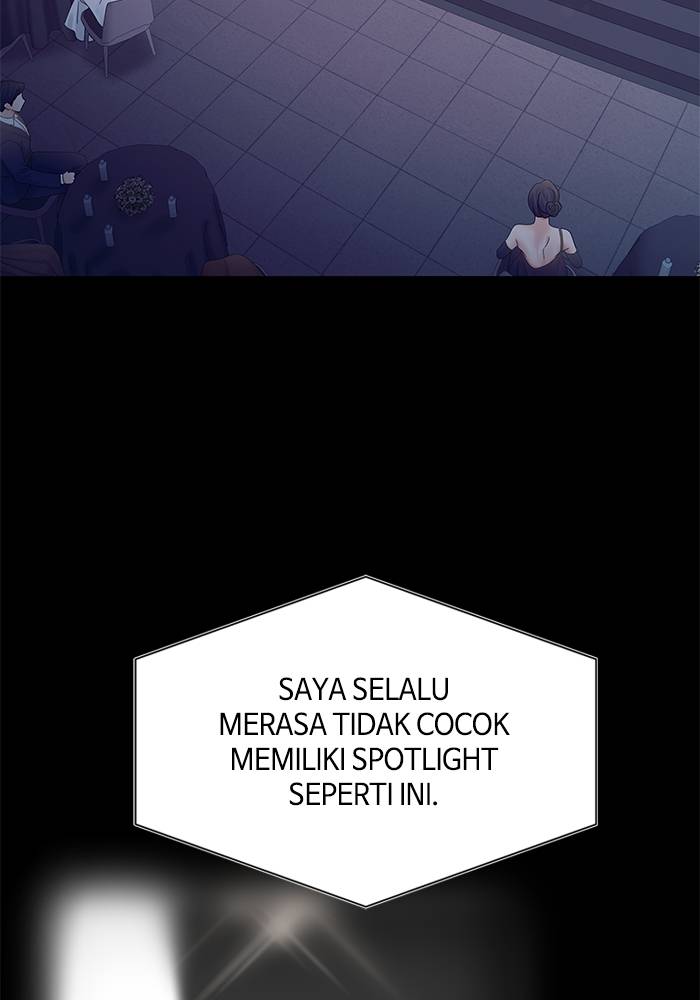 SAYA SELALU
MERASA TIDAK COCOK
MEMILIKI SPOTLIGHT
SEPERTI INI.